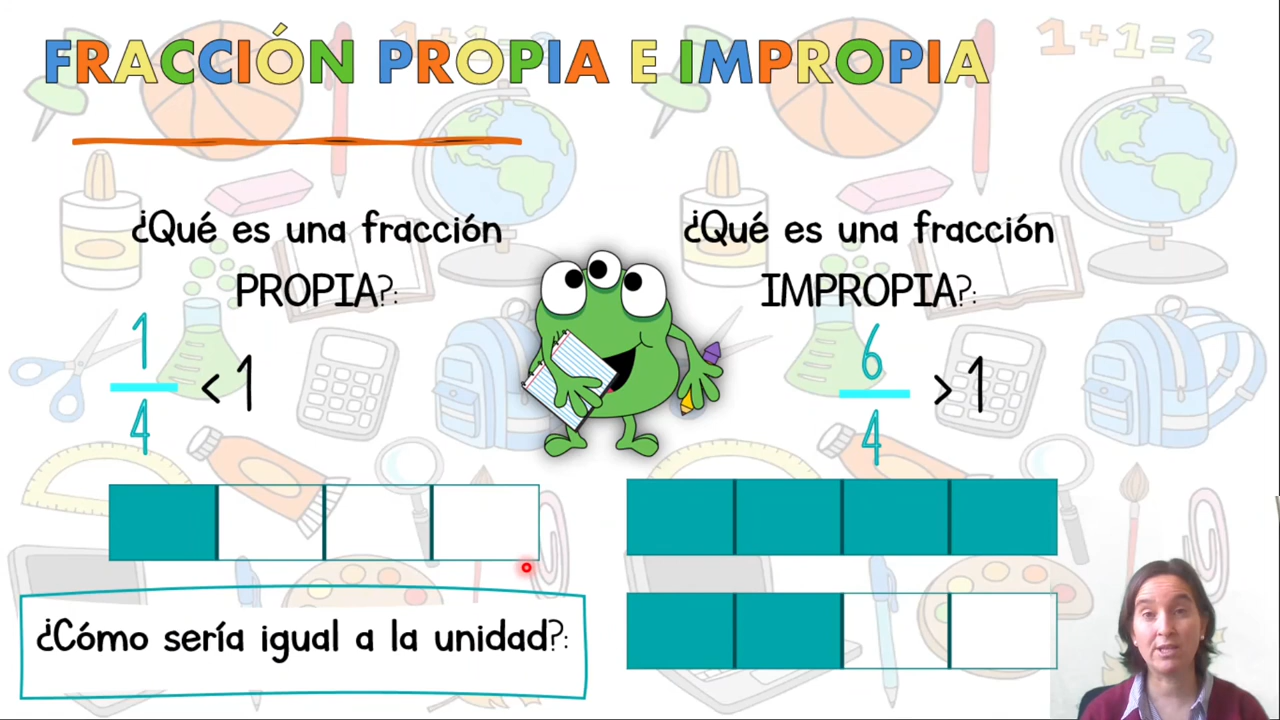 FRACCIÓN PROPIA E IMPROPIA
1+1=2
¿Qué es una fracción
PROPIA?:
1
4
< 1
¿Qué es una fracción
IMPROPIA?:
6
4
> 1
¿Cómo sería igual a la unidad?: